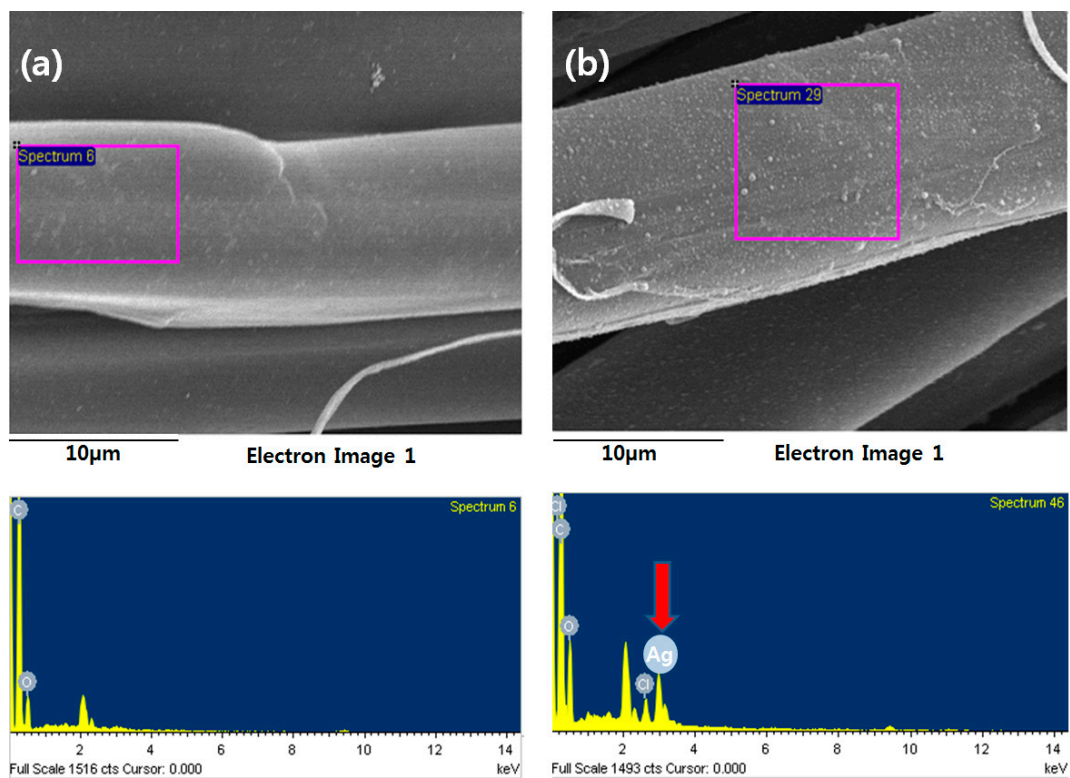 (a)
Spectrum 6
10μm
Electron Image 1
(b)
Spectrum 29
10μm
Electron Image 1
Spectrum 6
C
O
2 4 6 8 10 12 14
Full Scale 1516 cts Cursor: 0.000 keV
Spectrum 46
Cl
C
O
Ag
Cl
2 4 6 8 10 12 14
Full Scale 1493 cts Cursor: 0.000 keV